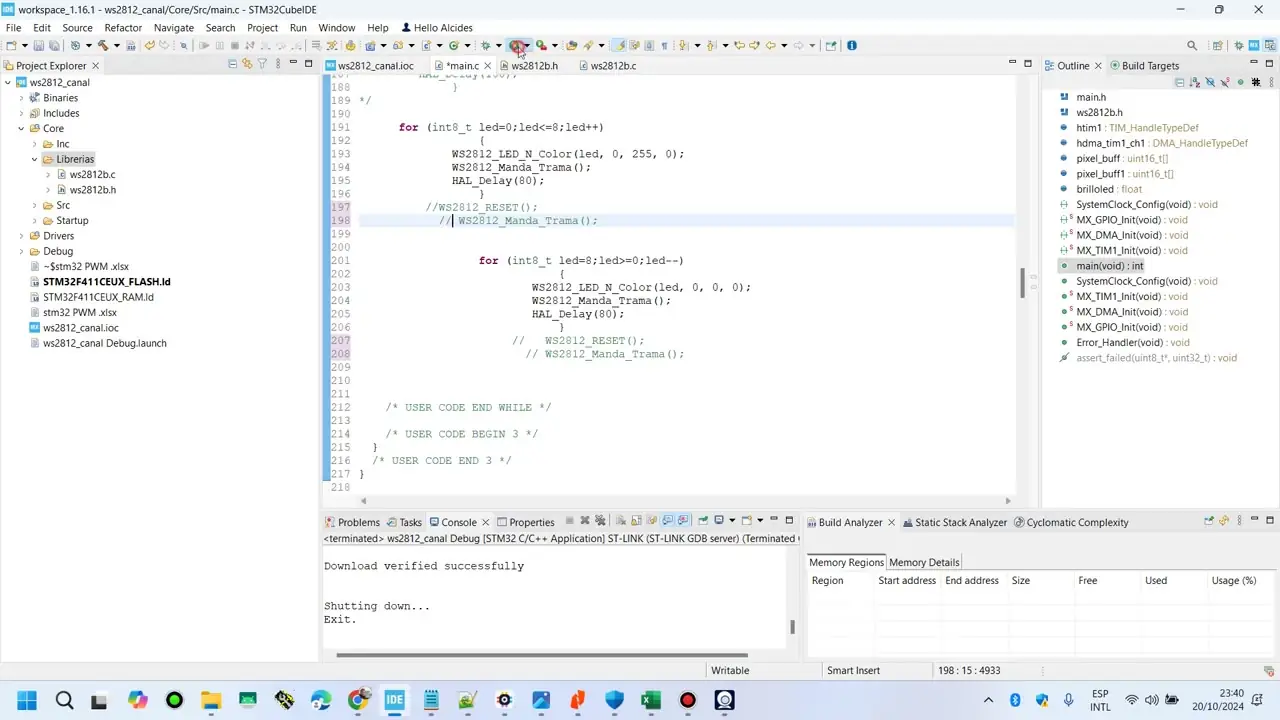 workspace_1.16.1 - ws2812_canal/Core/Src/main.c - STM32CubeIDE
File Edit Source Refactor Navigate Search Project Run Window Help Hello Alcides
Project Explorer
ws2812_canal.ioc
*main.c
ws2812b.h
ws2812b.c
Outline
Build Targets
ws2812_canal
Binaries
Includes
Core
Inc
Librerias
ws2812b.c
ws2812b.h
Src
Startup
Drivers
Debug
~$stm32 PWM .xlsx
STM32F411CEUX_FLASH.ld
STM32F411CEUX_RAM.ld
stm32 PWM .xlsx
ws2812_canal.ioc
ws2812_canal Debug.launch
188 }
189 */
190
191 for (int8_t led=0;led<=8;led++)
192 {
193 WS2812_LED_N_Color(led, 0, 255, 0);
194 WS2812_Manda_Trama();
195 HAL_Delay(80);
196 }
197 //WS2812_RESET();
198 // WS2812_Manda_Trama();
199
200
201 for (int8_t led=8;led>=0;led--)
202 {
203 WS2812_LED_N_Color(led, 0, 0, 0);
204 WS2812_Manda_Trama();
205 HAL_Delay(80);
206 }
207 // WS2812_RESET();
208 // WS2812_Manda_Trama();
209
210
211
212 /* USER CODE END WHILE */
213
214 /* USER CODE BEGIN 3 */
215 }
216 /* USER CODE END 3 */
217 }
218
main.h
ws2812b.h
htim1 : TIM_HandleTypeDef
hdma_tim1_ch1 : DMA_HandleTypeDef
pixel_buff : uint16_t[]
pixel_buff1 : uint16_t[]
brilloled : float
SystemClock_Config(void) : void
MX_GPIO_Init(void) : void
MX_DMA_Init(void) : void
MX_TIM1_Init(void) : void
main(void) : int
SystemClock_Config(void) : void
MX_TIM1_Init(void) : void
MX_DMA_Init(void) : void
MX_GPIO_Init(void) : void
Error_Handler(void) : void
assert_failed(uint8_t*, uint32_t) : void
Problems Tasks Console Properties
<terminated> ws2812_canal Debug [STM32 C/C++ Application] ST-LINK (ST-LINK GDB server) (Terminated
Download verified successfully
Shutting down...
Exit.
Build Analyzer Static Stack Analyzer Cyclomatic Complexity
Memory Regions Memory Details
Region Start address End address Size Free Used Usage (%)
Writable Smart Insert 198 : 15 : 4933
ESP
INTL
23:40
20/10/2024